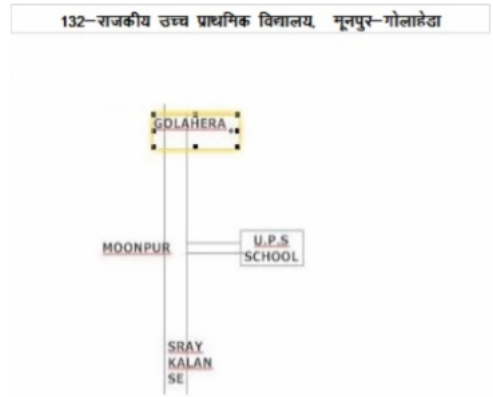 132–राजकीय उच्च प्राथमिक विद्यालय, मूनपुर–गोलाहेडा
GOLAHERA
MOONPUR
U.P.S
SCHOOL
SRAY
KALAN
SE